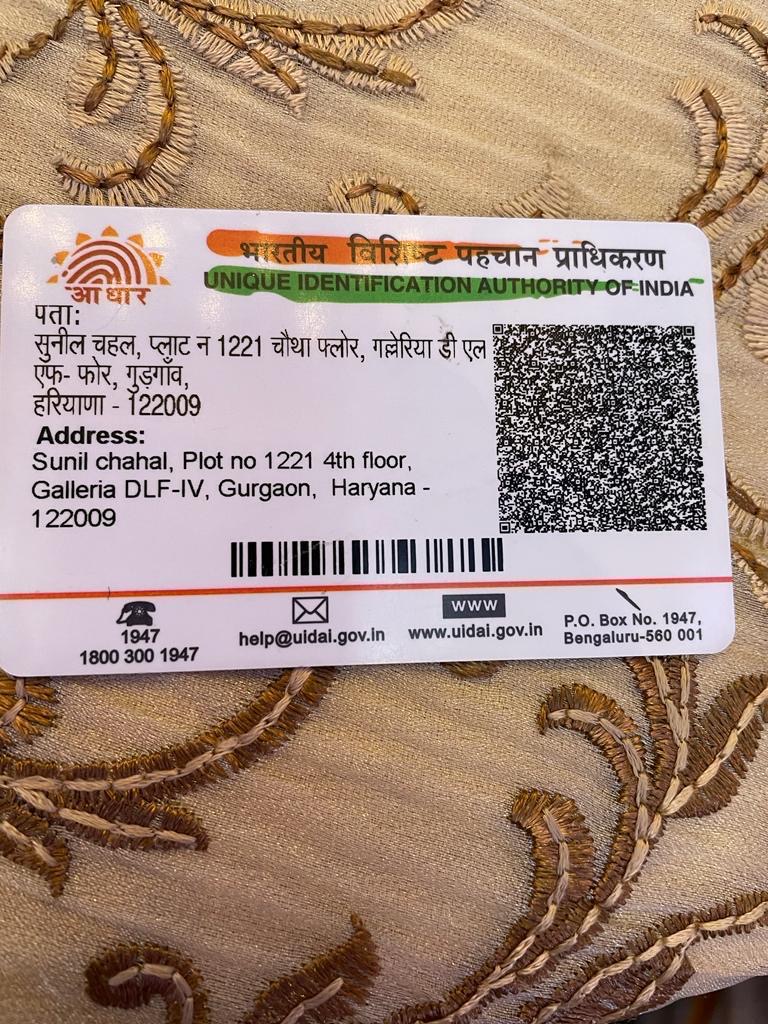 भारतीय विशिष्ट पहचान प्राधिकरण
UNIQUE IDENTIFICATION AUTHORITY OF INDIA
आधार
पता:
सुनील चहल, प्लाट न 1221 चौथा फ्लोर, गल्लेरिया डी एल
एफ- फोर, गुड़गाँव,
हरियाणा - 122009
Address:
Sunil chahal, Plot no 1221 4th floor,
Galleria DLF-IV, Gurgaon, Haryana -
122009
1947
1800 300 1947
help@uidai.gov.in
WWW
www.uidai.gov.in
P.O. Box No. 1947,
Bengaluru-560 001